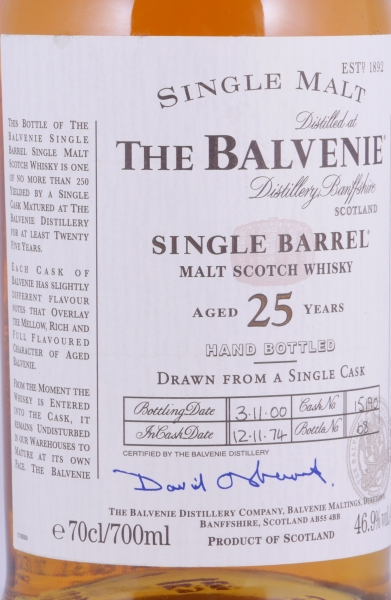 ESTD 1892
SINGLE MALT
Distilled at
THE BALVENIE
Distillery, Banffshire
SCOTLAND
SINGLE BARREL
MALT SCOTCH WHISKY
AGED 25 YEARS
HAND BOTTLED
DRAWN FROM A SINGLE CASK
Bottling Date 3.11.00 Cask No 15190
In Cask Date 12.11.74 Bottle No 68
CERTIFIED BY THE BALVENIE DISTILLERY
THE BALVENIE DISTILLERY COMPANY, BALVENIE MALTINGS,
BANFFSHIRE, SCOTLAND AB55 4BB
e 70cl/700ml
PRODUCT OF SCOTLAND
46.9%
THIS BOTTLE OF THE
BALVENIE SINGLE
BARREL SINGLE MALT
SCOTCH WHISKY IS ONE
OF NO MORE THAN 250
YIELDED BY A SINGLE
CASK MATURED AT THE
BALVENIE DISTILLERY
FOR AT LEAST TWENTY
FIVE YEARS.
EACH CASK OF
BALVENIE HAS SLIGHTLY
DIFFERENT FLAVOUR
NOTES THAT OVERLAY
THE MELLOW, RICH AND
FULL FLAVOURED
CHARACTER OF AGED
BALVENIE.
FROM THE MOMENT THE
WHISKY IS ENTERED
INTO THE CASK, IT
REMAINS UNDISTURBED
IN OUR WAREHOUSES TO
MATURE AT ITS OWN
PACE. THE BALVENIE